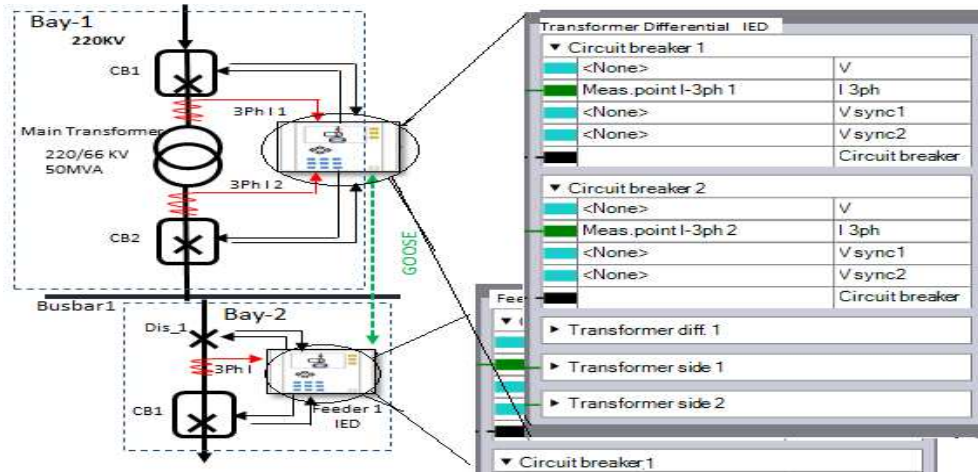 Bay-1
220KV
CB1
3Ph I 1
Main Transformer
220/66 KV
50MVA
3Ph I 2
CB2
GOOSE
Busbar1
Bay-2
Dis_1
3Ph I
CB1
Feeder 1
IED
Transformer Differential IED
▼ Circuit breaker 1
<None> V
Meas.point I-3ph 1 I 3ph
<None> V sync1
<None> V sync2
Circuit breaker
▼ Circuit breaker 2
<None> V
Meas.point I-3ph 2 I 3ph
<None> V sync1
<None> V sync2
Circuit breaker
► Transformer diff. 1
► Transformer side 1
► Transformer side 2
Fee
▼ Circuit breaker 1